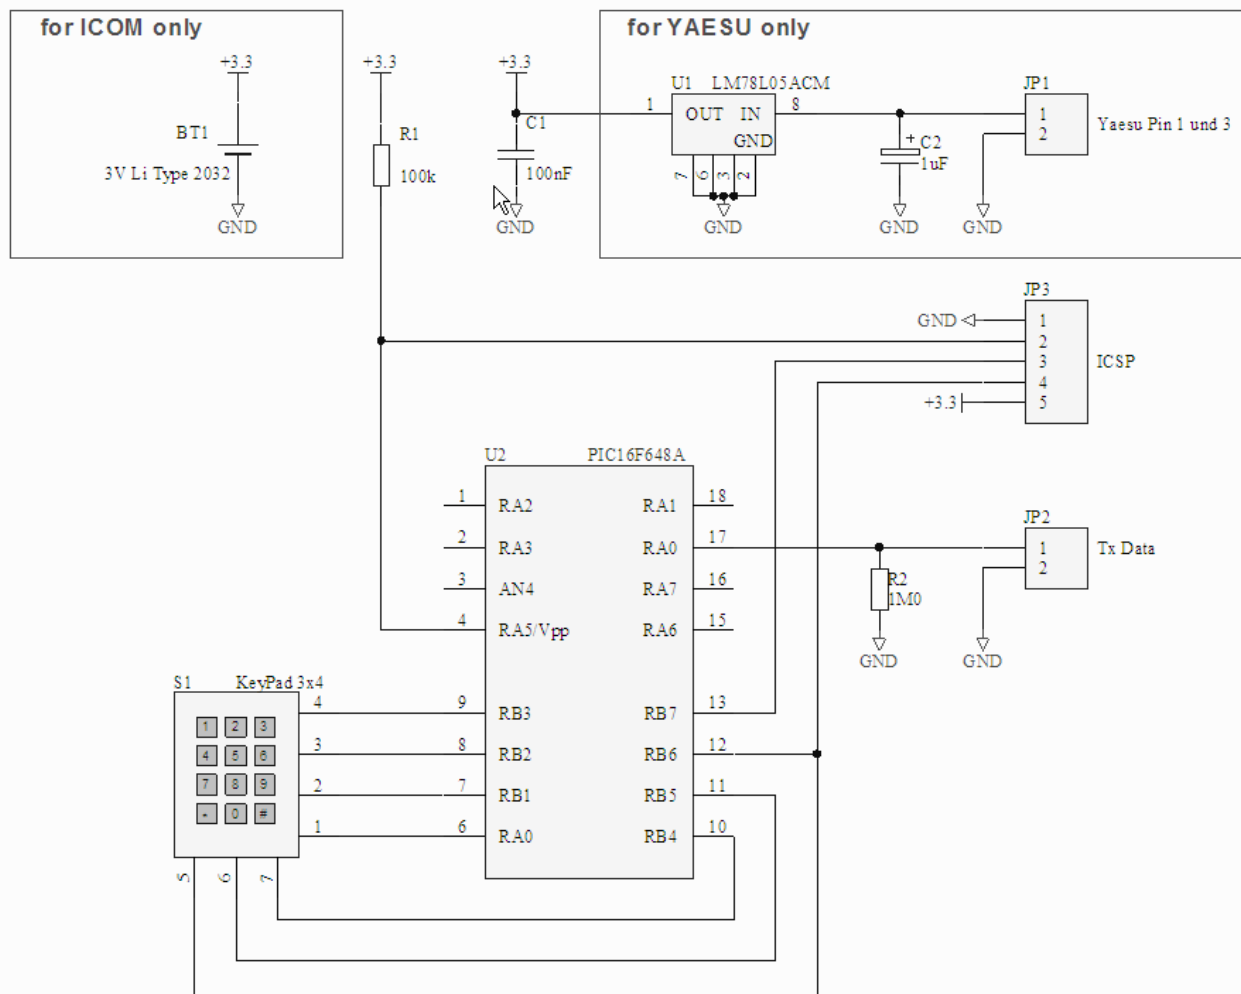 for ICOM only
for YAESU only
+3.3
+3.3
+3.3
U1
LM78L05ACM
JP1
1
OUT
IN
8
1
Yaesu Pin 1 und 3
BT1
R1
C1
GND
+
C2
2
3V Li Type 2032
100k
100nF
7
6
3
2
1uF
GND
GND
GND
GND
GND
JP3
GND
1
2
3
ICSP
4
+3.3
5
U2
PIC16F648A
1
RA2
RA1
18
JP2
2
RA3
RA0
17
1
Tx Data
2
3
AN4
RA7
16
R2
1M0
4
RA5/Vpp
RA6
15
GND
GND
S1
KeyPad 3x4
4
9
RB3
RB7
13
1 2 3
3
8
RB2
RB6
12
4 5 6
2
7
RB1
RB5
11
7 8 9
1
6
RA0
RB4
10
* 0 #
5
6
7